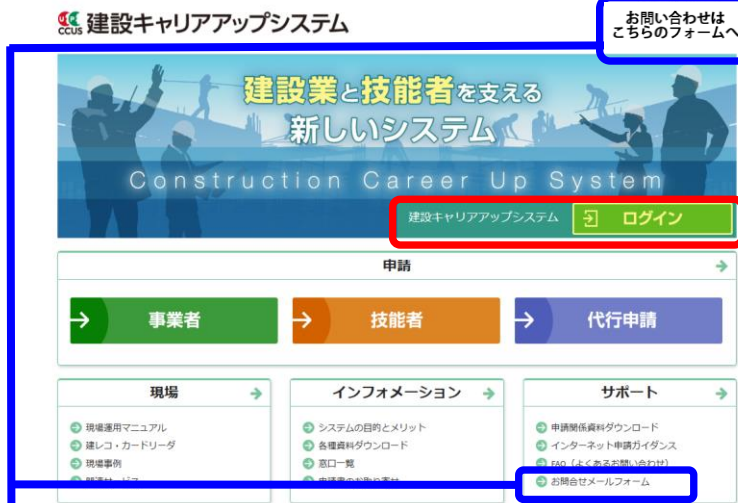 CCUS 建設キャリアアップシステム
お問い合わせは
こちらのフォームへ
建設業と技能者を支える
新しいシステム
Construction Career Up System
建設キャリアアップシステム ログイン
申請
事業者 技能者 代行申請
現場 インフォメーション サポート
現場運用マニュアル システムの目的とメリット 申請関係資料ダウンロード
建レコ・カードリーダ 各種資料ダウンロード インターネット申請ガイダンス
現場事例 窓口一覧 FAQ（よくあるお問い合わせ）
お問合せメールフォーム